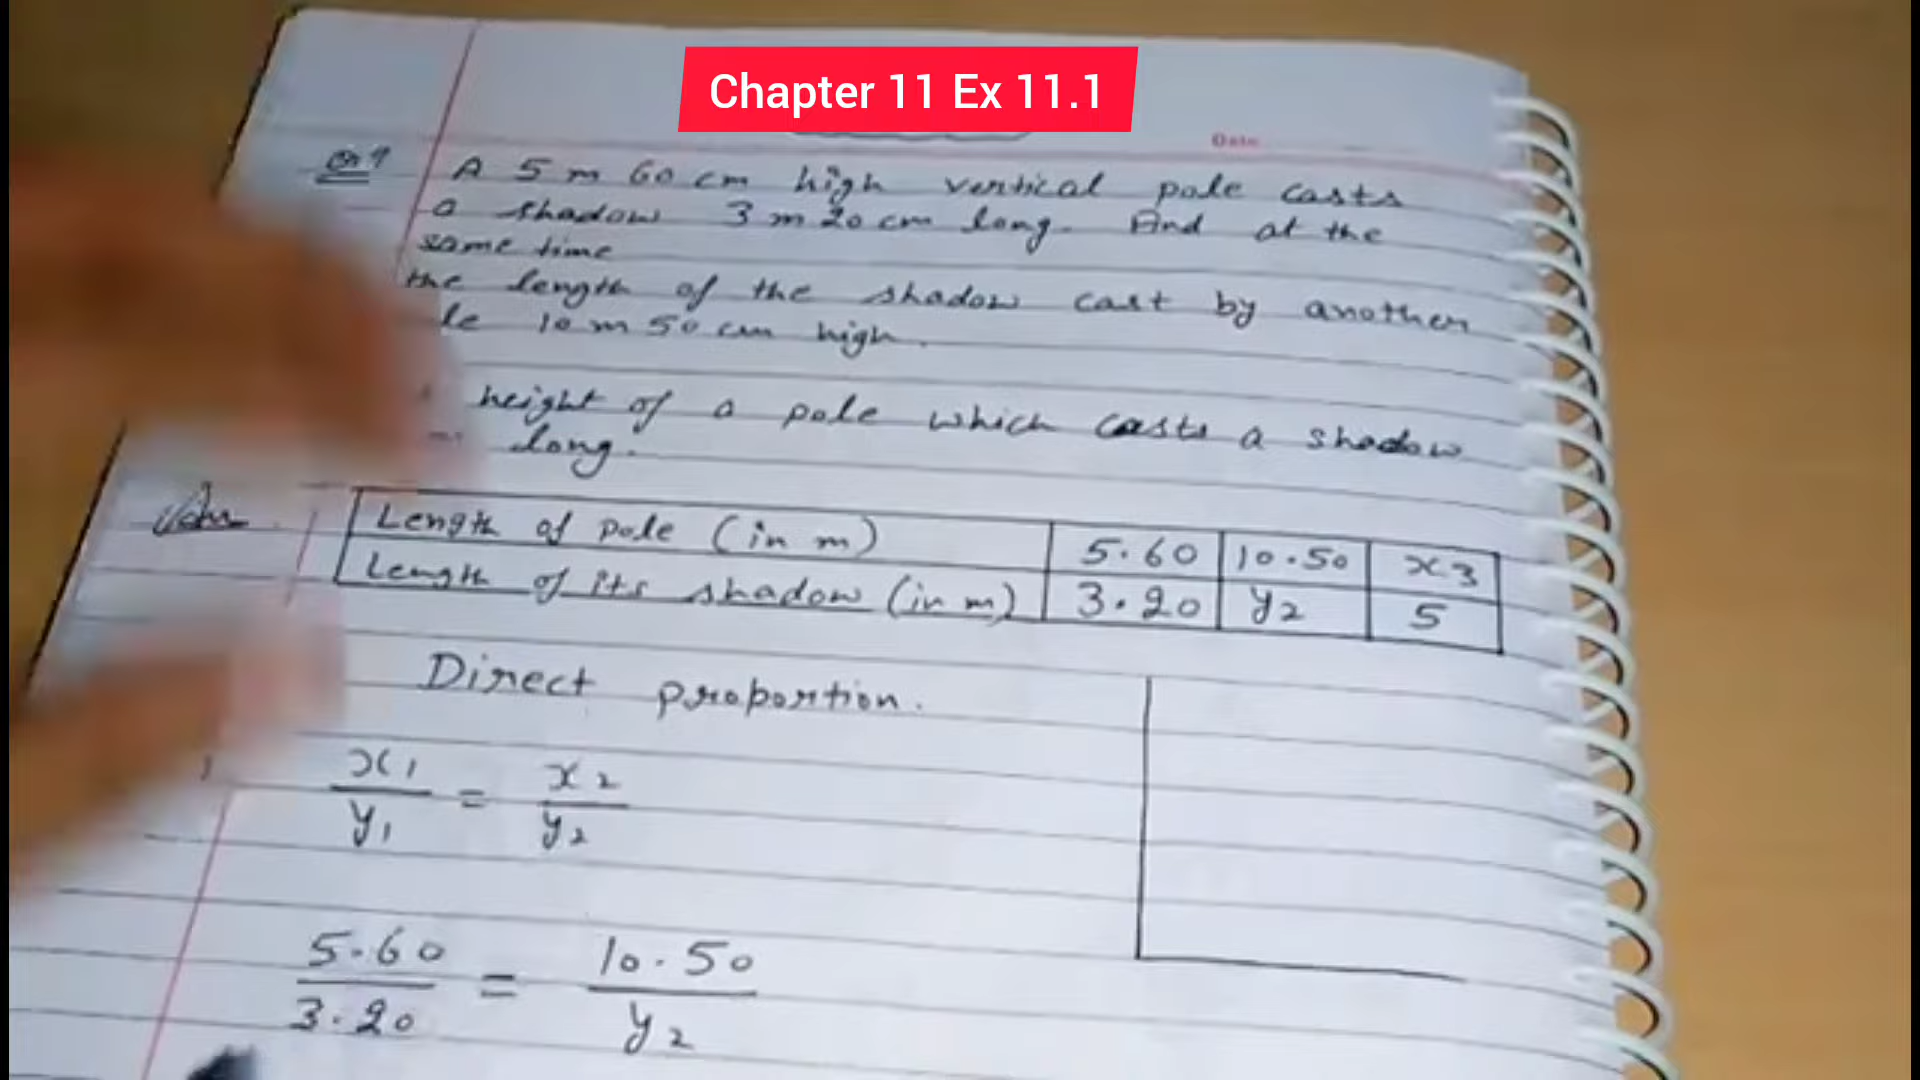 Chapter 11 Ex 11.1
Date
Qn 9 A 5 m 60 cm high vertical pole casts
a shadow 3 m 20 cm long. Find at the
same time
the length of the shadow cast by another
10 m 50 cm high.
height of a pole which casts a shadow
long.
Ans
Length of pole (in m) 5.60 10.50 x3
Length of its shadow (in m) 3.20 y2 5
Direct proportion.
x1/y1 = x2/y2
5.60/3.20 = 10.50/y2